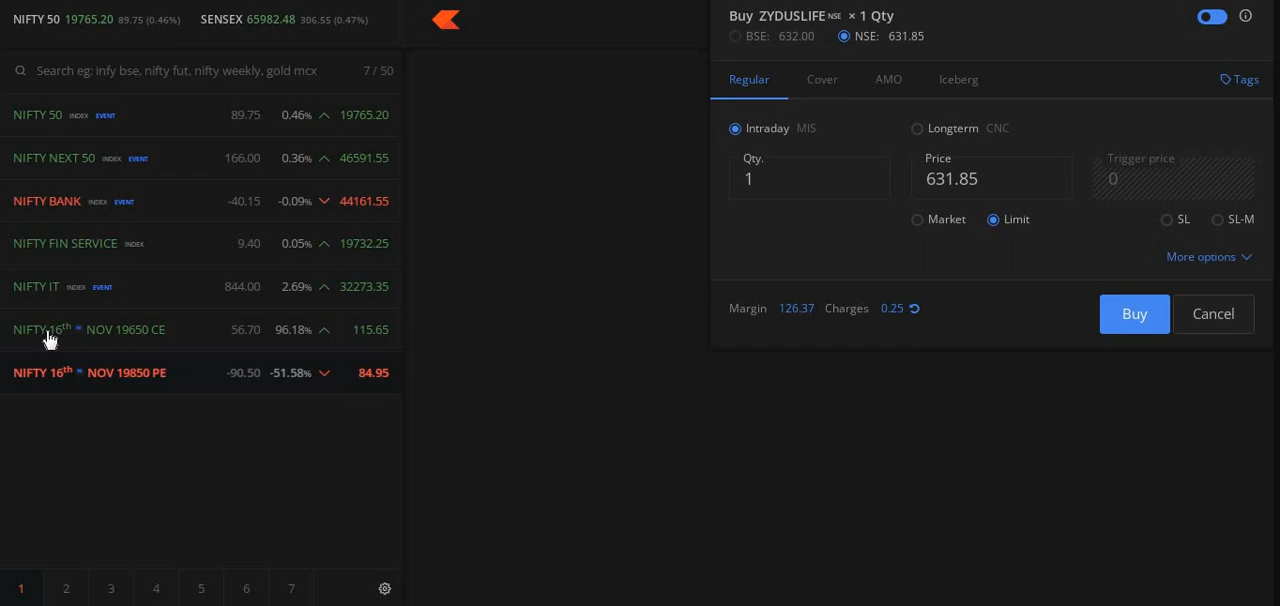 NIFTY 50 19765.20 89.75 (0.46%) SENSEX 65982.48 306.55 (0.47%)
Search eg: infy bse, nifty fut, nifty weekly, gold mcx 7 / 50
NIFTY 50 INDEX EVENT 89.75 0.46% 19765.20
NIFTY NEXT 50 INDEX EVENT 166.00 0.36% 46591.55
NIFTY BANK INDEX EVENT -40.15 -0.09% 44161.55
NIFTY FIN SERVICE INDEX 9.40 0.05% 19732.25
NIFTY IT INDEX EVENT 844.00 2.69% 32273.35
NIFTY 16th NOV 19650 CE 56.70 96.18% 115.65
NIFTY 16th NOV 19850 PE -90.50 -51.58% 84.95
1 2 3 4 5 6 7
Buy ZYDUSLIFE NSE × 1 Qty
BSE: 632.00 NSE: 631.85
Regular Cover AMO Iceberg Tags
Intraday MIS Longterm CNC
Qty. Price Trigger price
1 631.85 0
Market Limit SL SL-M
More options
Margin 126.37 Charges 0.25 Buy Cancel